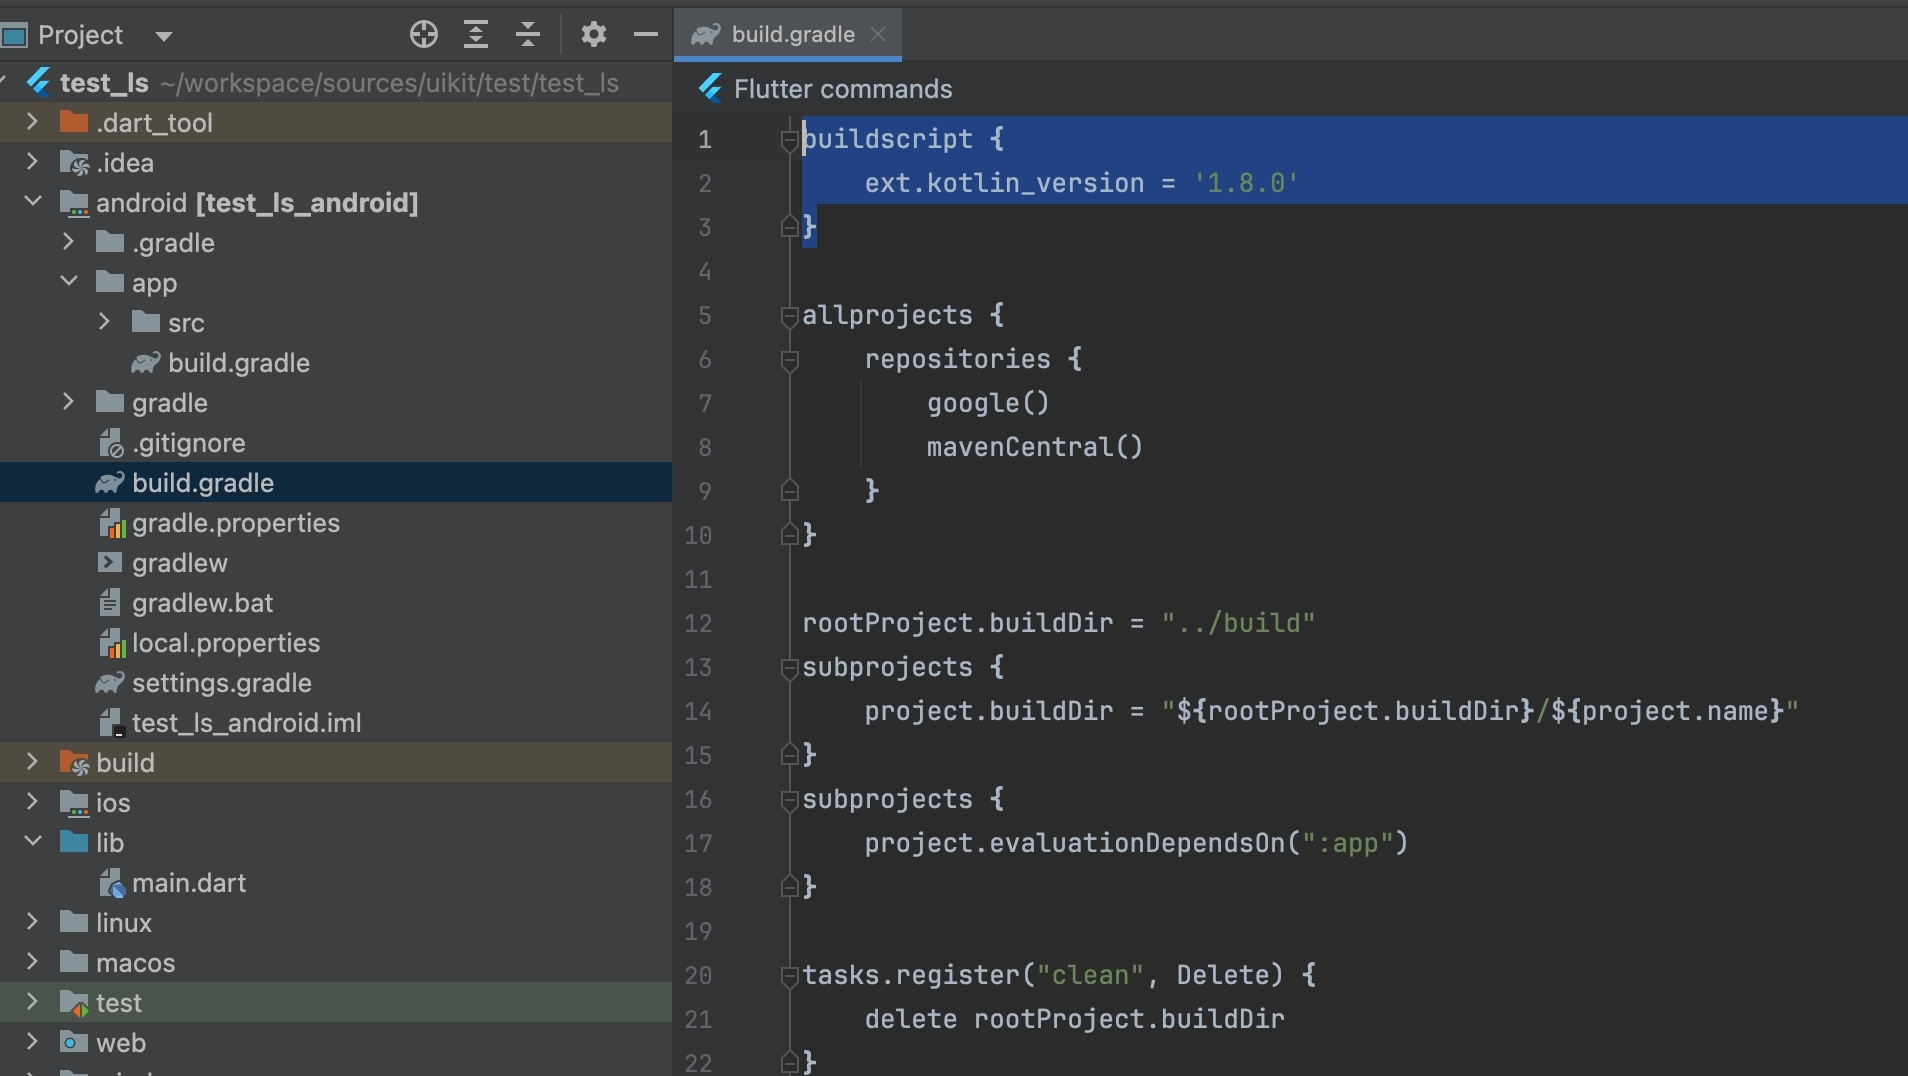 Project
test_ls ~/workspace/sources/uikit/test/test_ls
.dart_tool
.idea
android [test_ls_android]
.gradle
app
src
build.gradle
gradle
.gitignore
build.gradle
gradle.properties
gradlew
gradlew.bat
local.properties
settings.gradle
test_ls_android.iml
build
ios
lib
main.dart
linux
macos
test
web
build.gradle
Flutter commands
1 buildscript {
2 ext.kotlin_version = '1.8.0'
3 }
4
5 allprojects {
6 repositories {
7 google()
8 mavenCentral()
9 }
10 }
11
12 rootProject.buildDir = "../build"
13 subprojects {
14 project.buildDir = "${rootProject.buildDir}/${project.name}"
15 }
16 subprojects {
17 project.evaluationDependsOn(":app")
18 }
19
20 tasks.register("clean", Delete) {
21 delete rootProject.buildDir
22 }